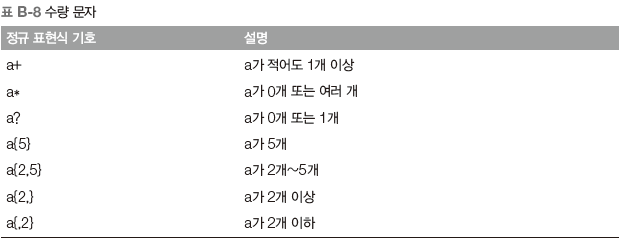 표 B-8 수량 문자
정규 표현식 기호 설명
a+ a가 적어도 1개 이상
a* a가 0개 또는 여러 개
a? a가 0개 또는 1개
a{5} a가 5개
a{2,5} a가 2개~5개
a{2,} a가 2개 이상
a{,2} a가 2개 이하